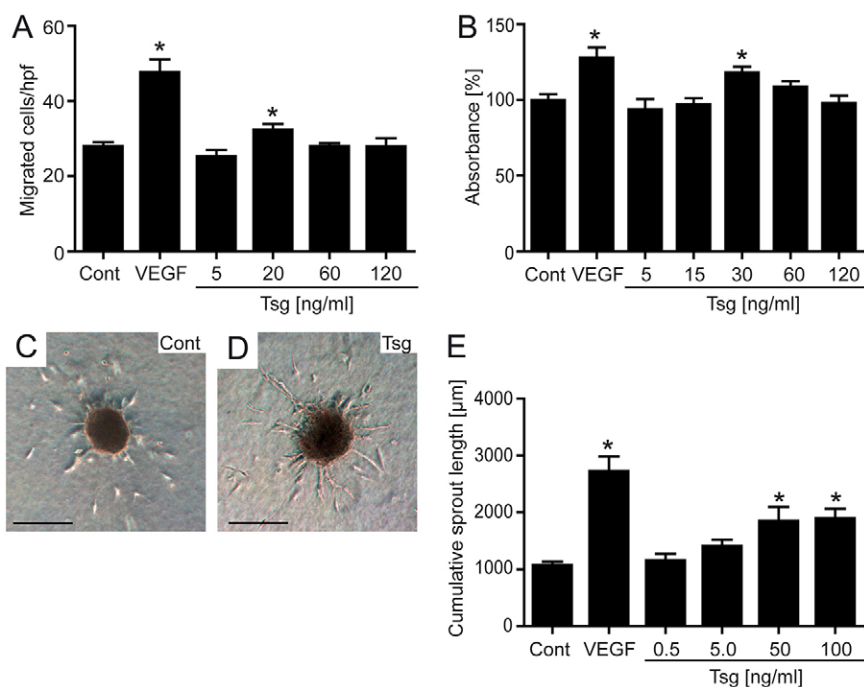 A
Migrated cells/hpf
60
40
20
0
*
*
Cont VEGF 5 20 60 120
Tsg [ng/ml]
B
Absorbance [%]
150
100
50
0
*
*
Cont VEGF 5 15 30 60 120
Tsg [ng/ml]
C Cont
D Tsg
E
Cumulative sprout length [µm]
4000
3000
2000
1000
0
*
*
*
Cont VEGF 0.5 5.0 50 100
Tsg [ng/ml]